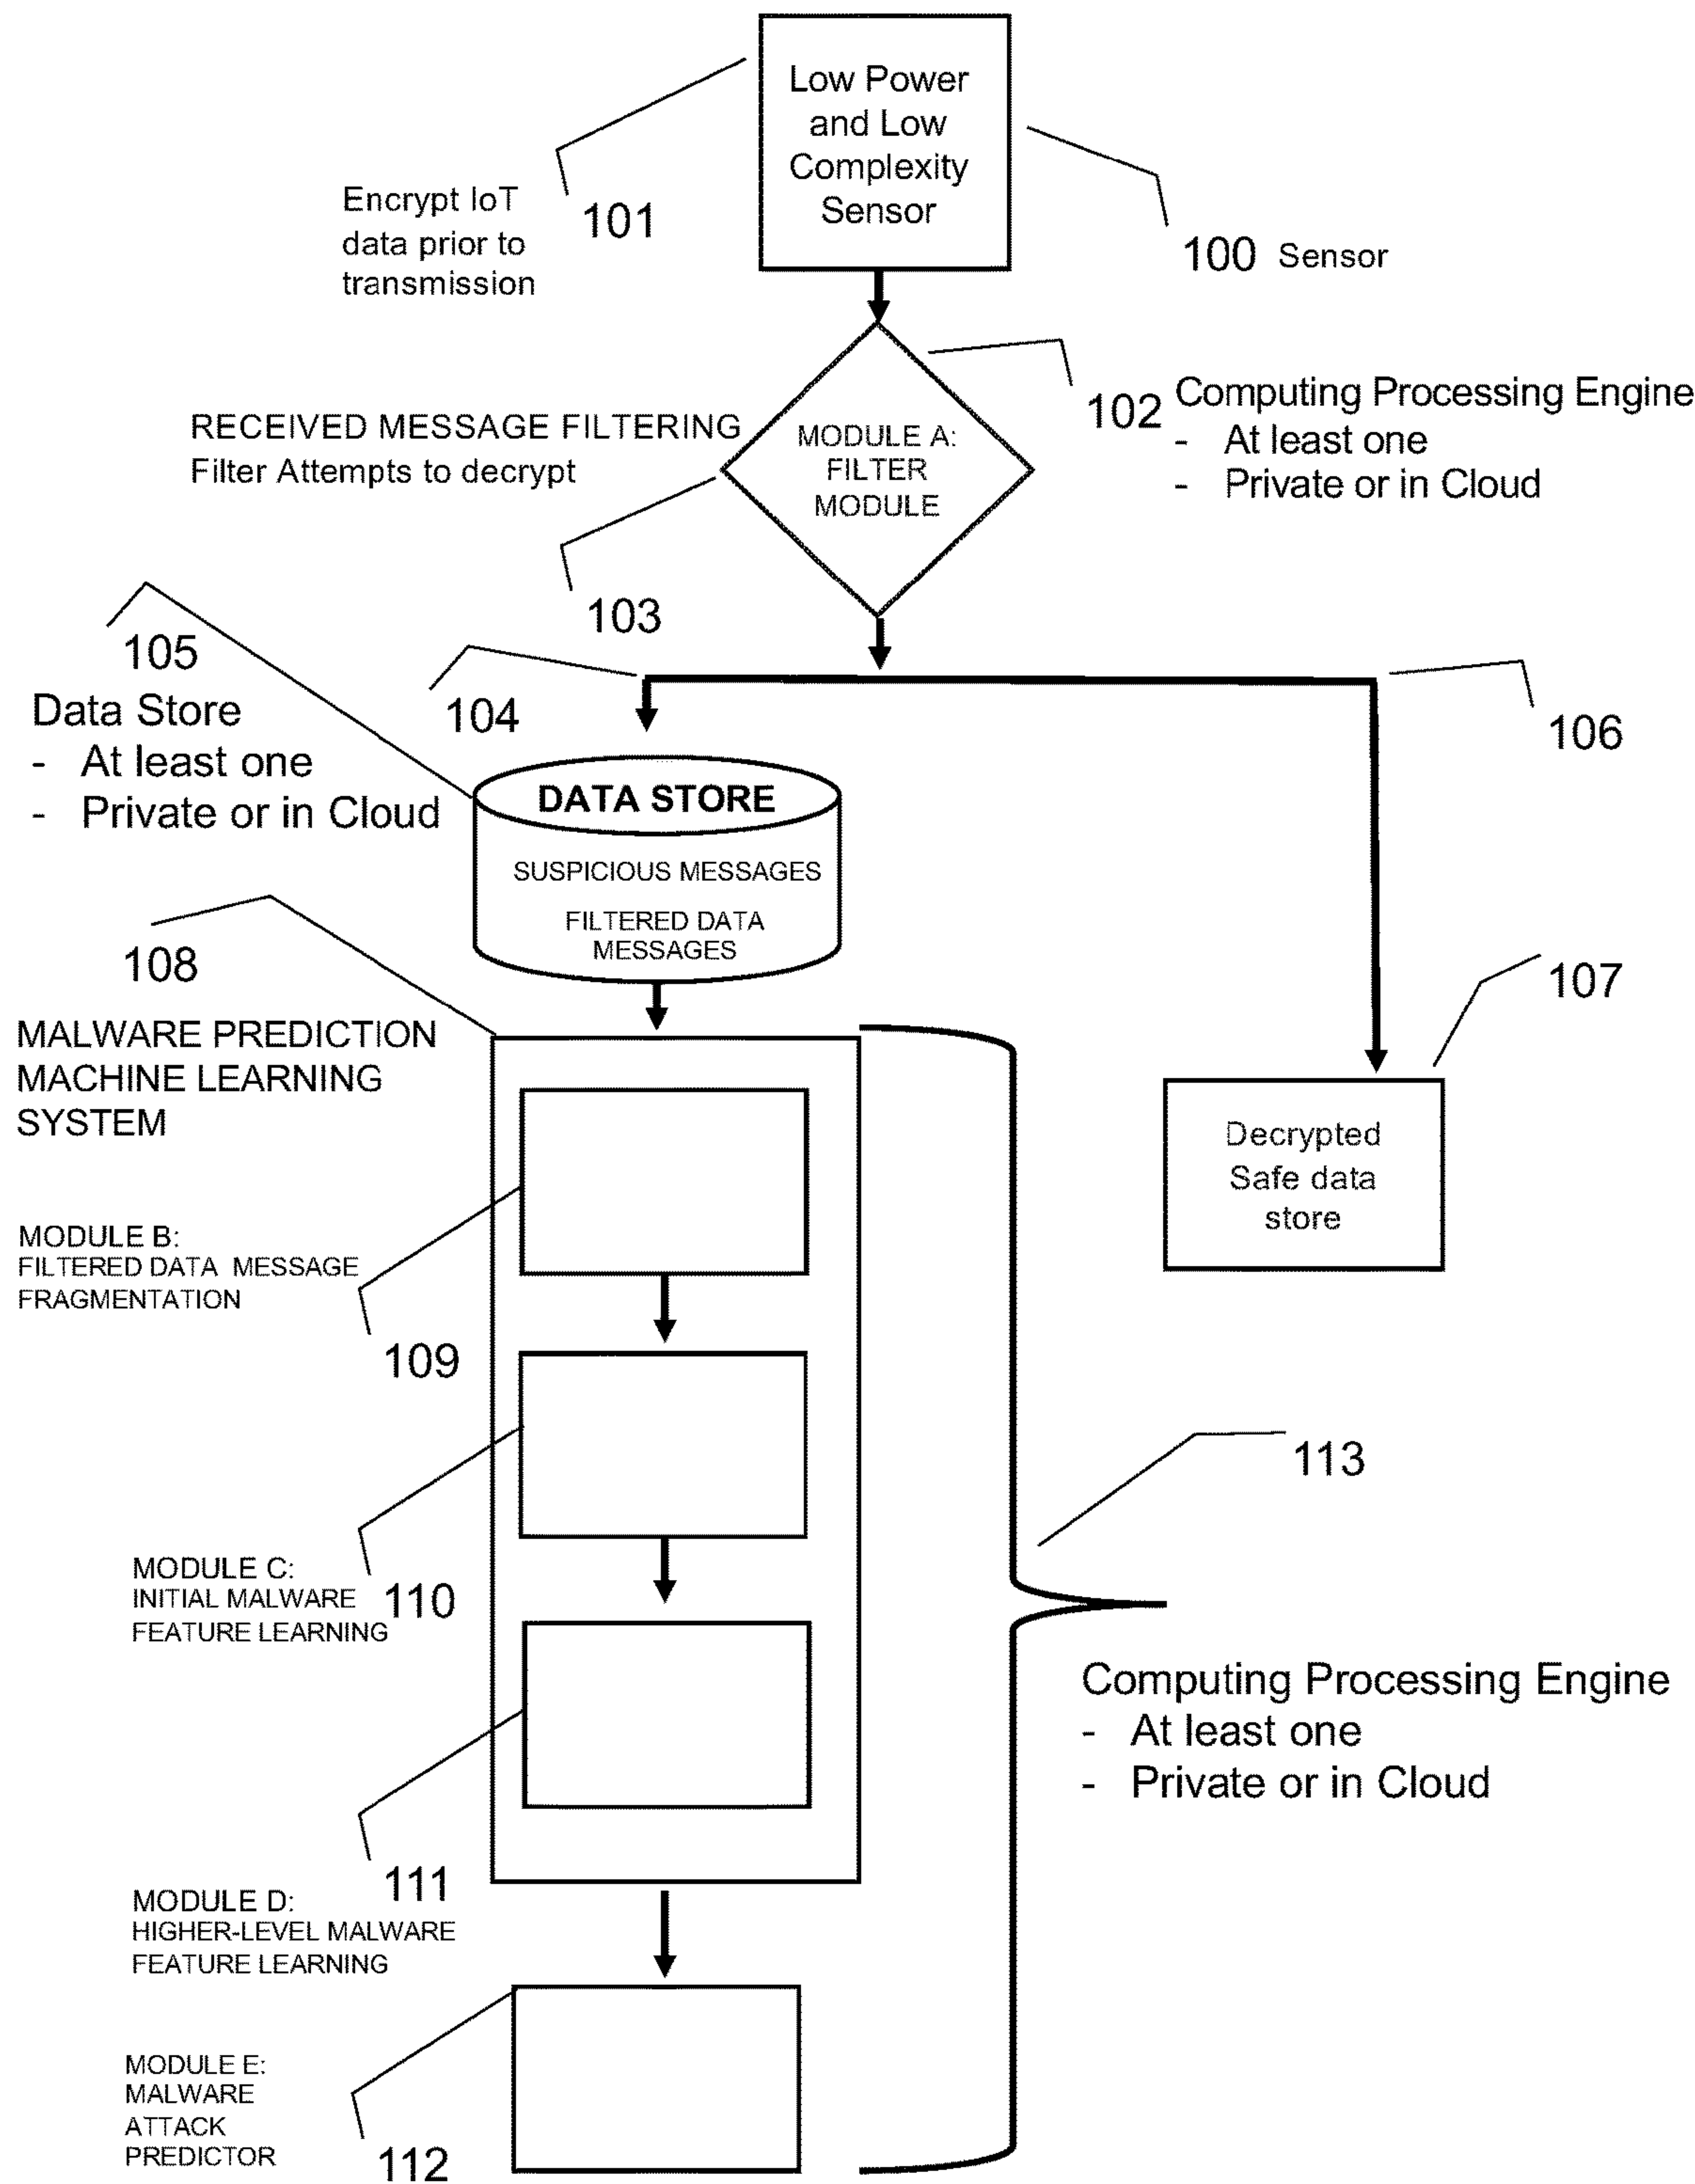 Low Power
and Low
Complexity
Sensor
Encrypt IoT
data prior to
transmission
101
100 Sensor
RECEIVED MESSAGE FILTERING
Filter Attempts to decrypt
MODULE A:
FILTER
MODULE
102 Computing Processing Engine
- At least one
- Private or in Cloud
103
105
Data Store
- At least one
- Private or in Cloud
104
106
DATA STORE
SUSPICIOUS MESSAGES
FILTERED DATA
MESSAGES
108
MALWARE PREDICTION
MACHINE LEARNING
SYSTEM
107
Decrypted
Safe data
store
MODULE B:
FILTERED DATA MESSAGE
FRAGMENTATION
109
113
MODULE C:
INITIAL MALWARE
FEATURE LEARNING
110
Computing Processing Engine
- At least one
- Private or in Cloud
111
MODULE D:
HIGHER-LEVEL MALWARE
FEATURE LEARNING
MODULE E:
MALWARE
ATTACK
PREDICTOR
112